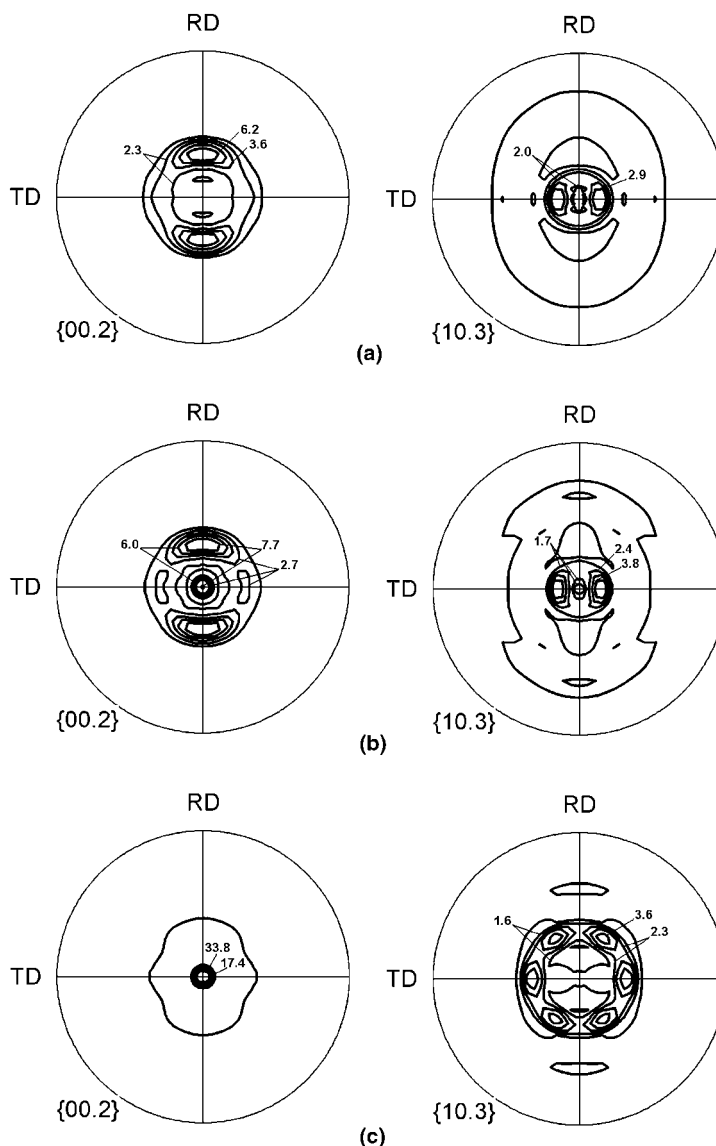 RD
RD
6.2
2.3
3.6
2.0
2.9
TD
TD
{00.2}
{10.3}
(a)
RD
RD
6.0
7.7
2.7
1.7
2.4
3.8
TD
TD
{00.2}
{10.3}
(b)
RD
RD
33.8
17.4
1.6
3.6
2.3
TD
TD
{00.2}
{10.3}
(c)